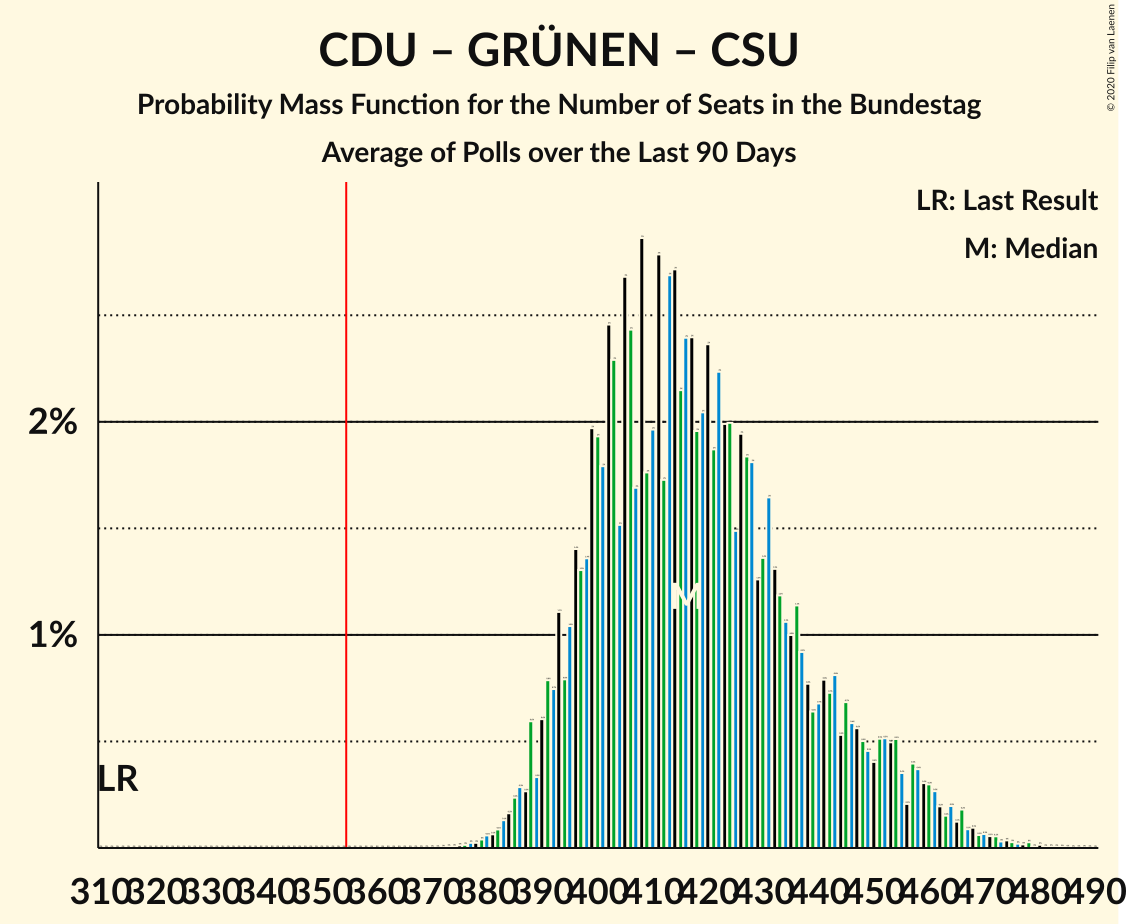 CDU – GRÜNEN – CSU
Probability Mass Function for the Number of Seats in the Bundestag
Average of Polls over the Last 90 Days
© 2020 Filip van Laenen
LR: Last Result
M: Median
2%
1%
M
LR
310 320 330 340 350 360 370 380 390 400 410 420 430 440 450 460 470 480 490